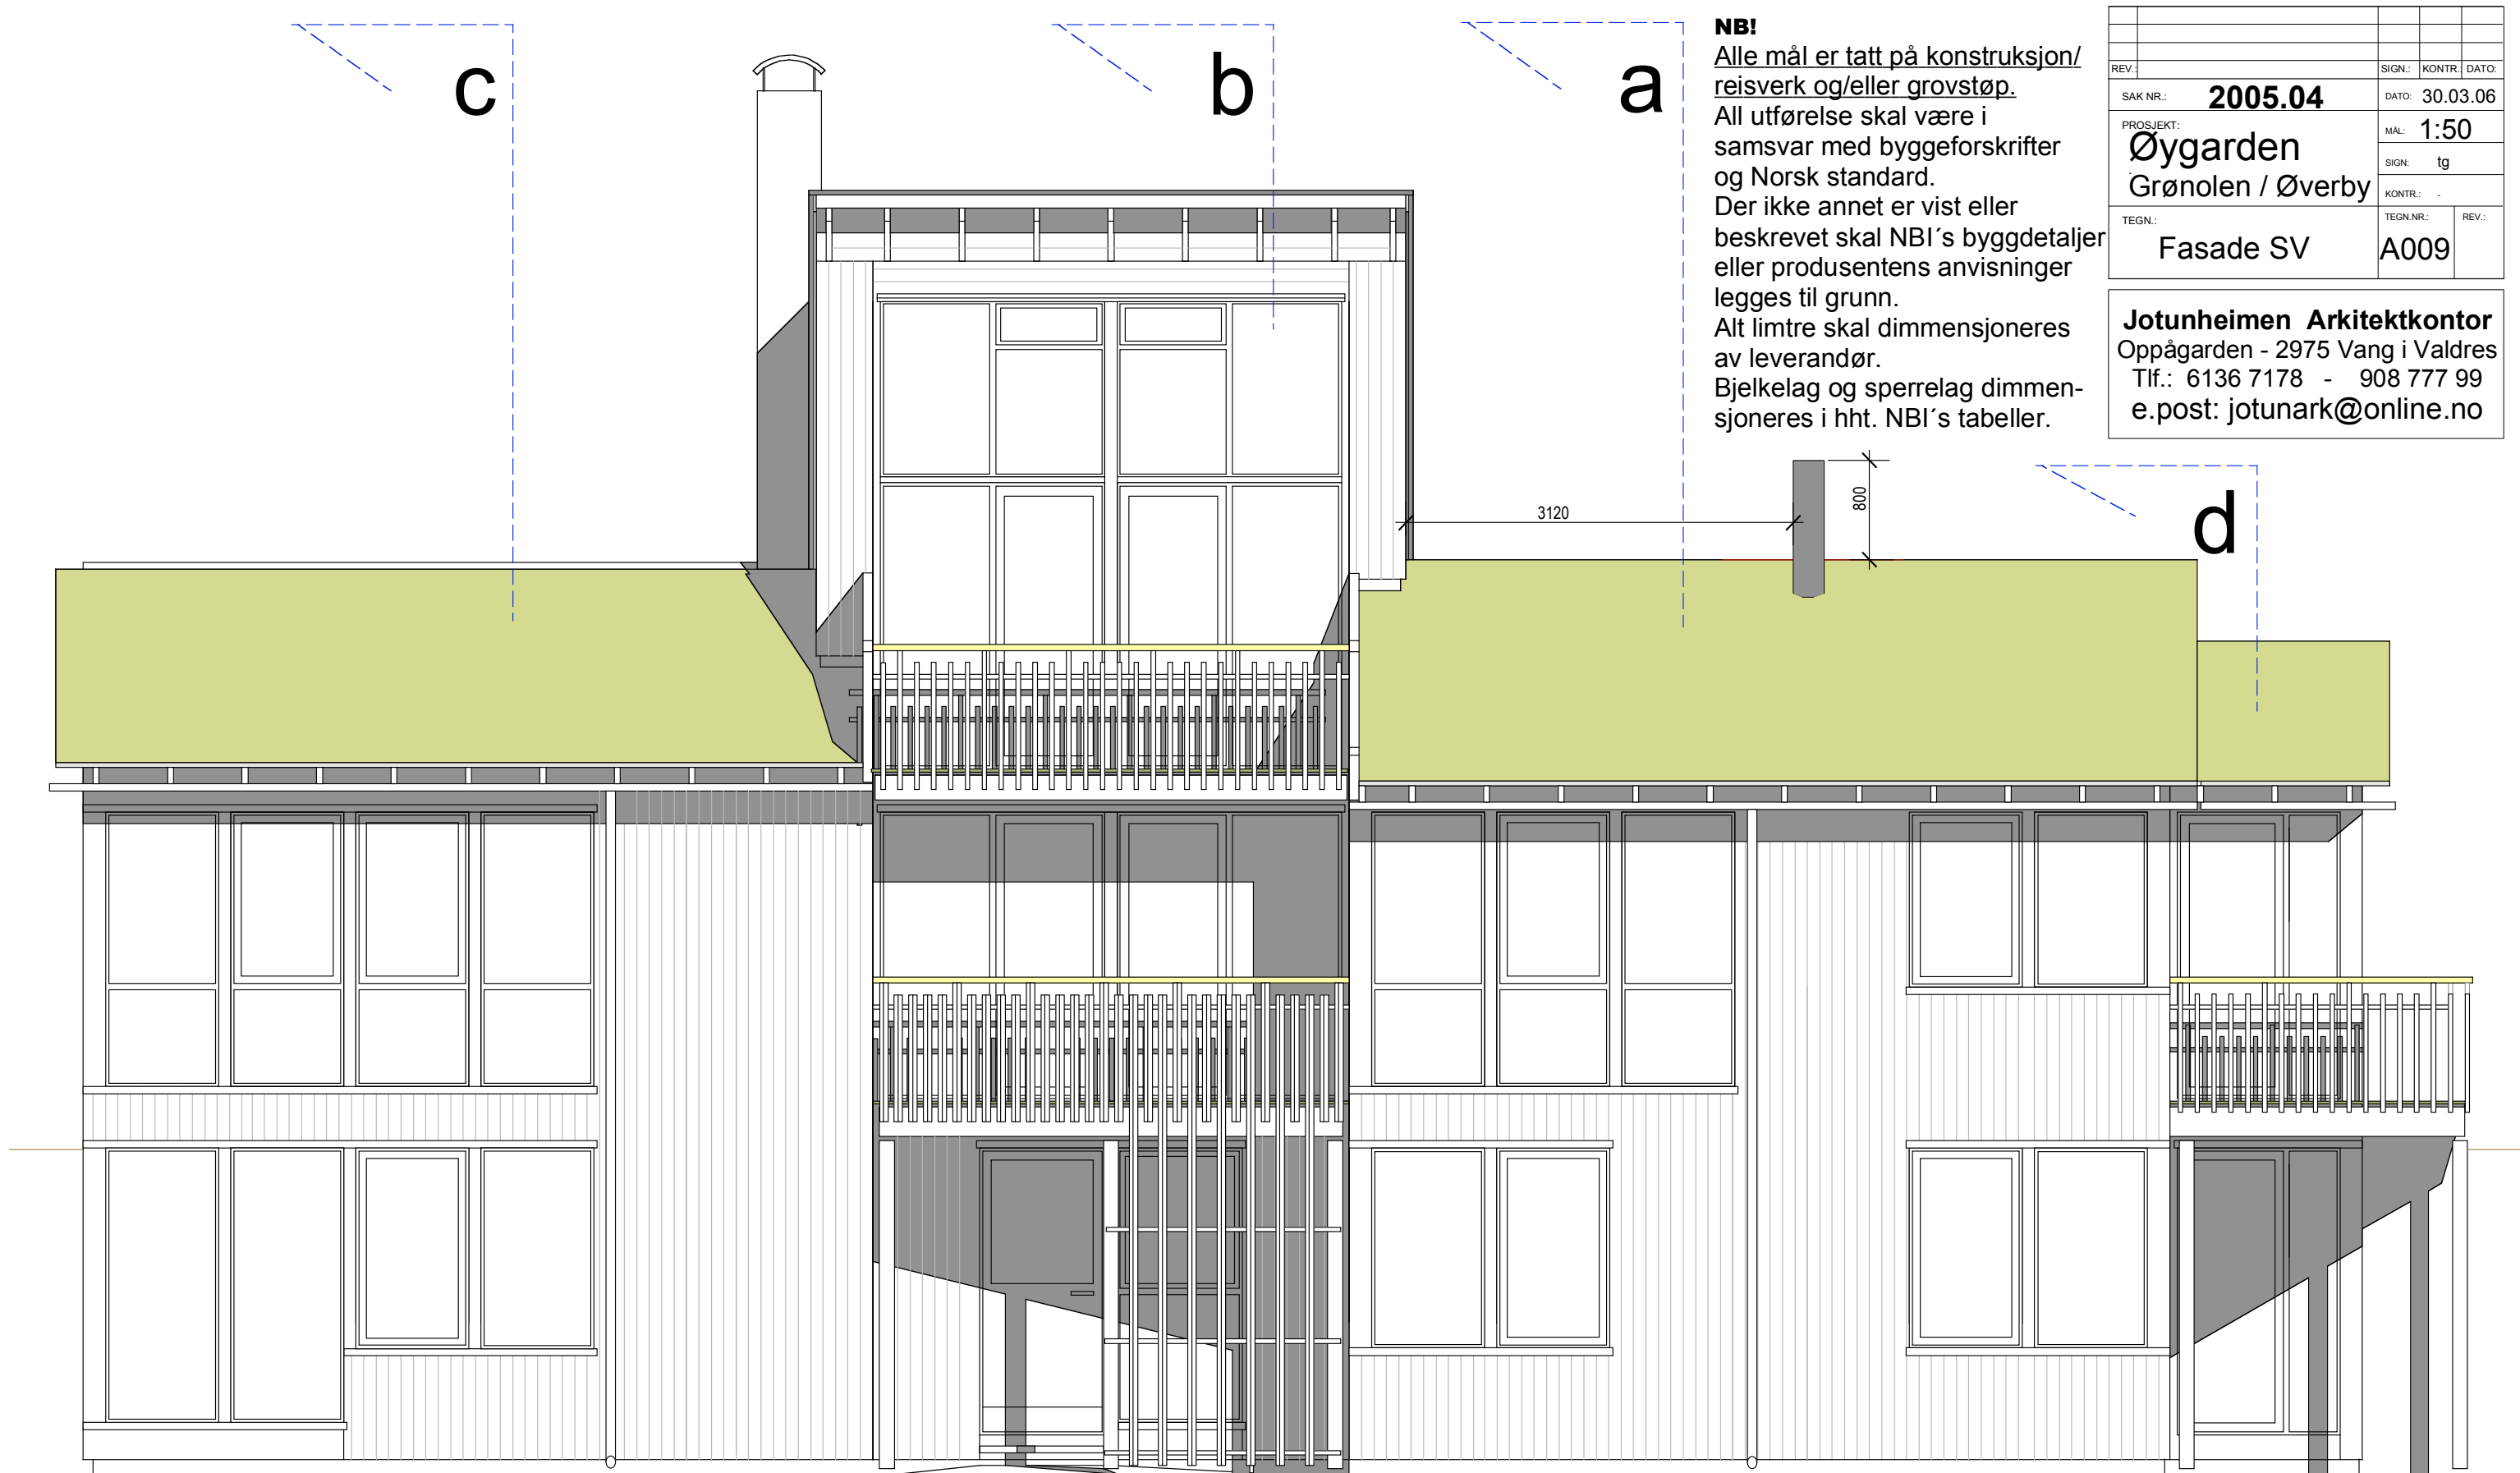 c
b
a
NB!
Alle mål er tatt på konstruksjon/
reisverk og/eller grovstøp.
All utførelse skal være i
samsvar med byggeforskrifter
og Norsk standard.
Der ikke annet er vist eller
beskrevet skal NBI´s byggdetaljer
eller produsentens anvisninger
legges til grunn.
Alt limtre skal dimmensjoneres
av leverandør.
Bjelkelag og sperrelag dimmen-
sjoneres i hht. NBI´s tabeller.
REV.: SIGN.: KONTR.: DATO:
SAK NR.: 2005.04 DATO: 30.03.06
PROSJEKT: MÅL: 1:50
Øygarden
SIGN: tg
Grønolen / Øverby
KONTR.: -
TEGN.: TEGN.NR.: REV.:
Fasade SV A009
Jotunheimen Arkitektkontor
Oppågarden - 2975 Vang i Valdres
Tlf.: 6136 7178 - 908 777 99
e.post: jotunark@online.no
3120
800
d